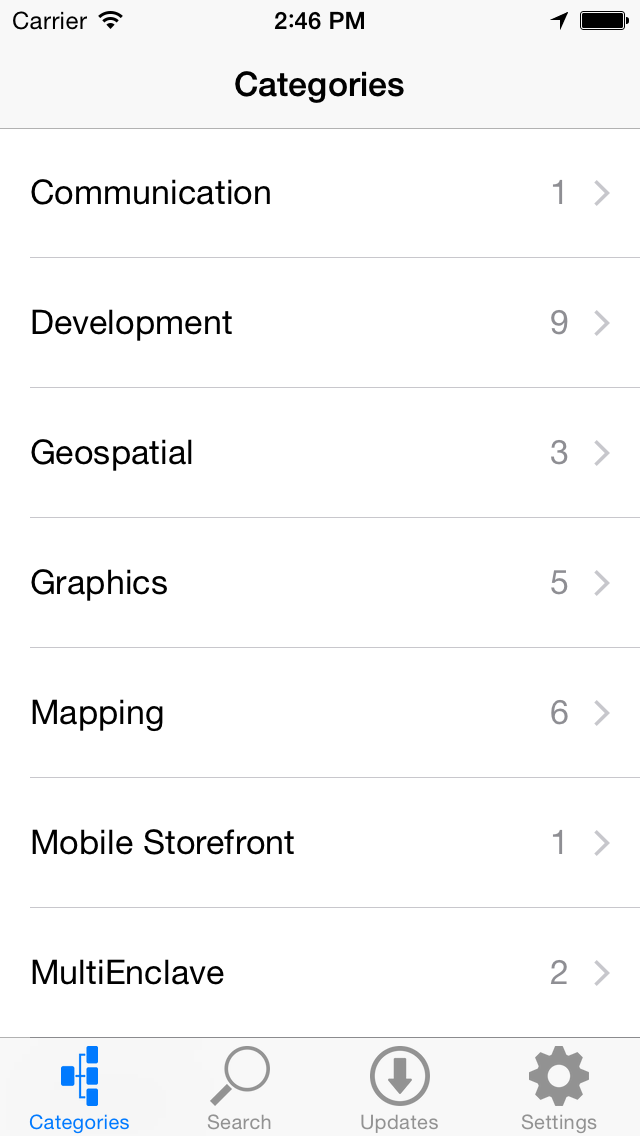 Carrier 2:46 PM
Categories
Communication 1
Development 9
Geospatial 3
Graphics 5
Mapping 6
Mobile Storefront 1
MultiEnclave 2
Categories Search Updates Settings